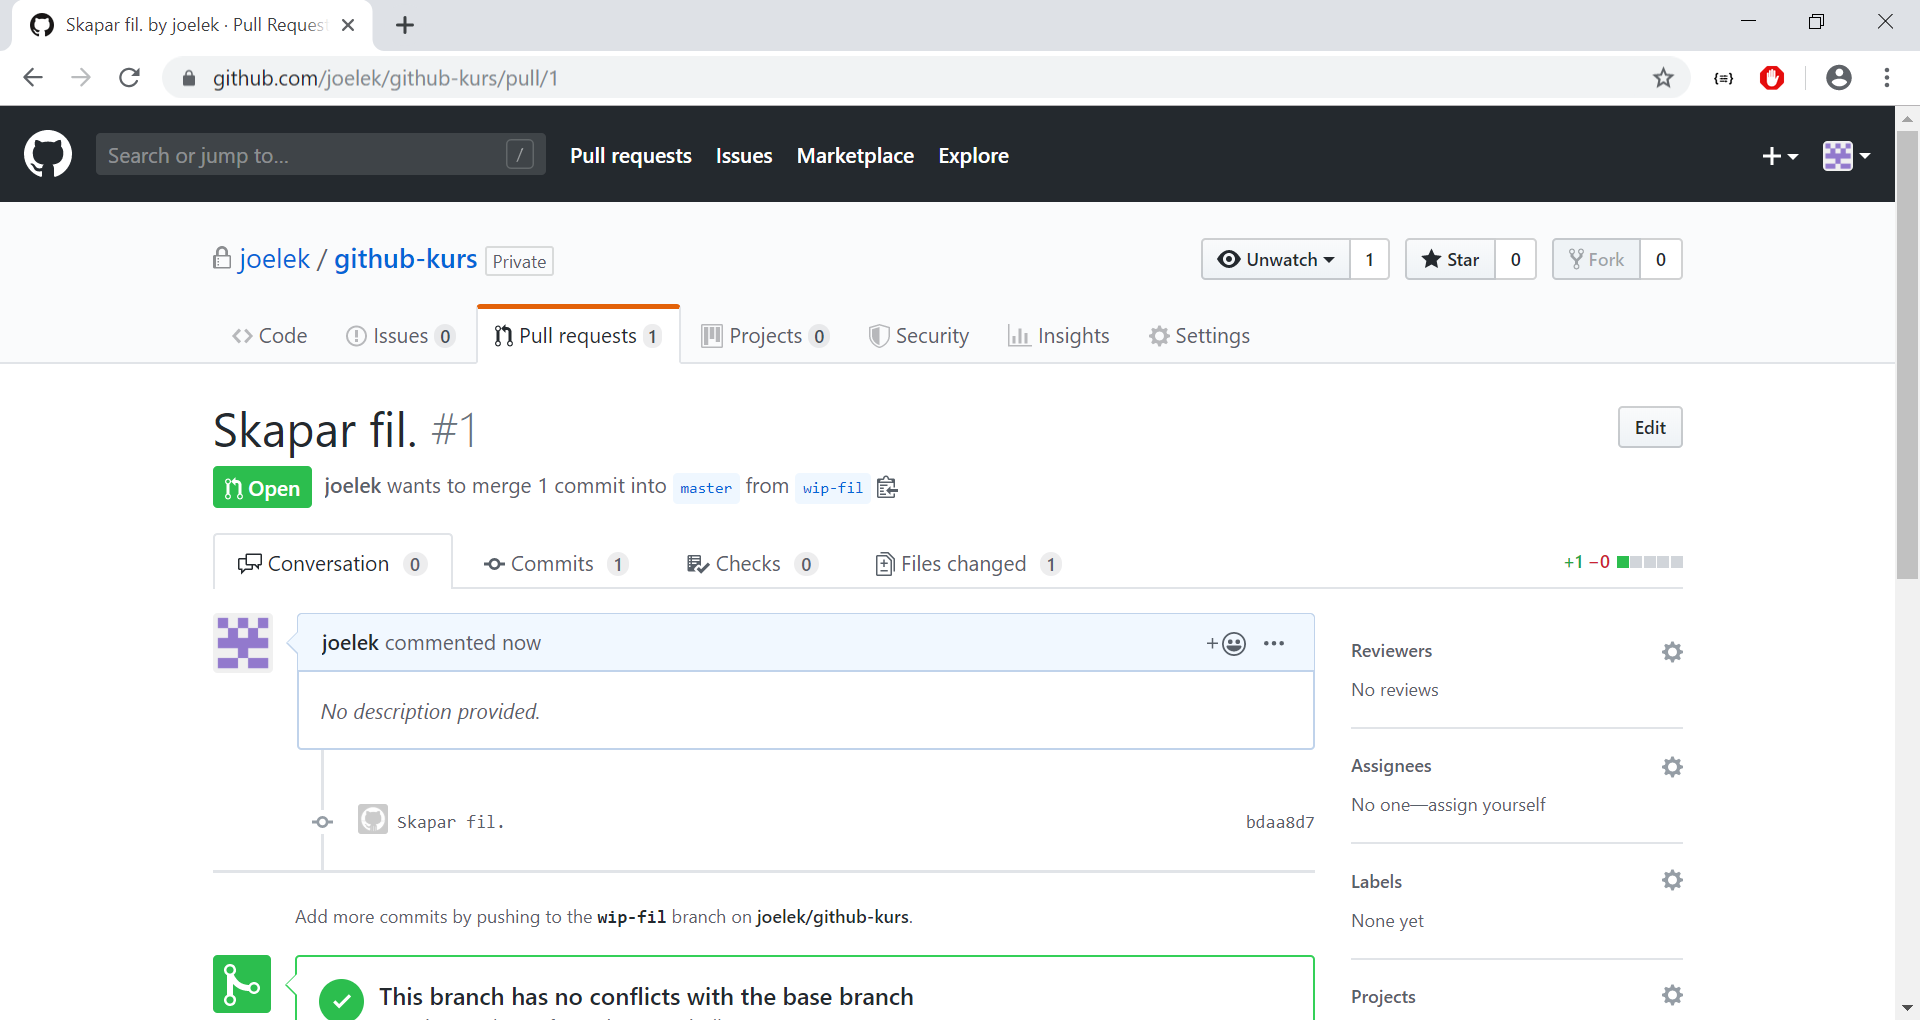 Skapar fil. by joelek · Pull Reques
github.com/joelek/github-kurs/pull/1
Search or jump to... /
Pull requests Issues Marketplace Explore
joelek / github-kurs Private
Unwatch 1 Star 0 Fork 0
Code Issues 0 Pull requests 1 Projects 0 Security Insights Settings
Skapar fil. #1
Edit
Open joelek wants to merge 1 commit into master from wip-fil
Conversation 0 Commits 1 Checks 0 Files changed 1 +1 −0
joelek commented now
No description provided.
Skapar fil. bdaa8d7
Add more commits by pushing to the wip-fil branch on joelek/github-kurs.
This branch has no conflicts with the base branch
Reviewers
No reviews
Assignees
No one—assign yourself
Labels
None yet
Projects